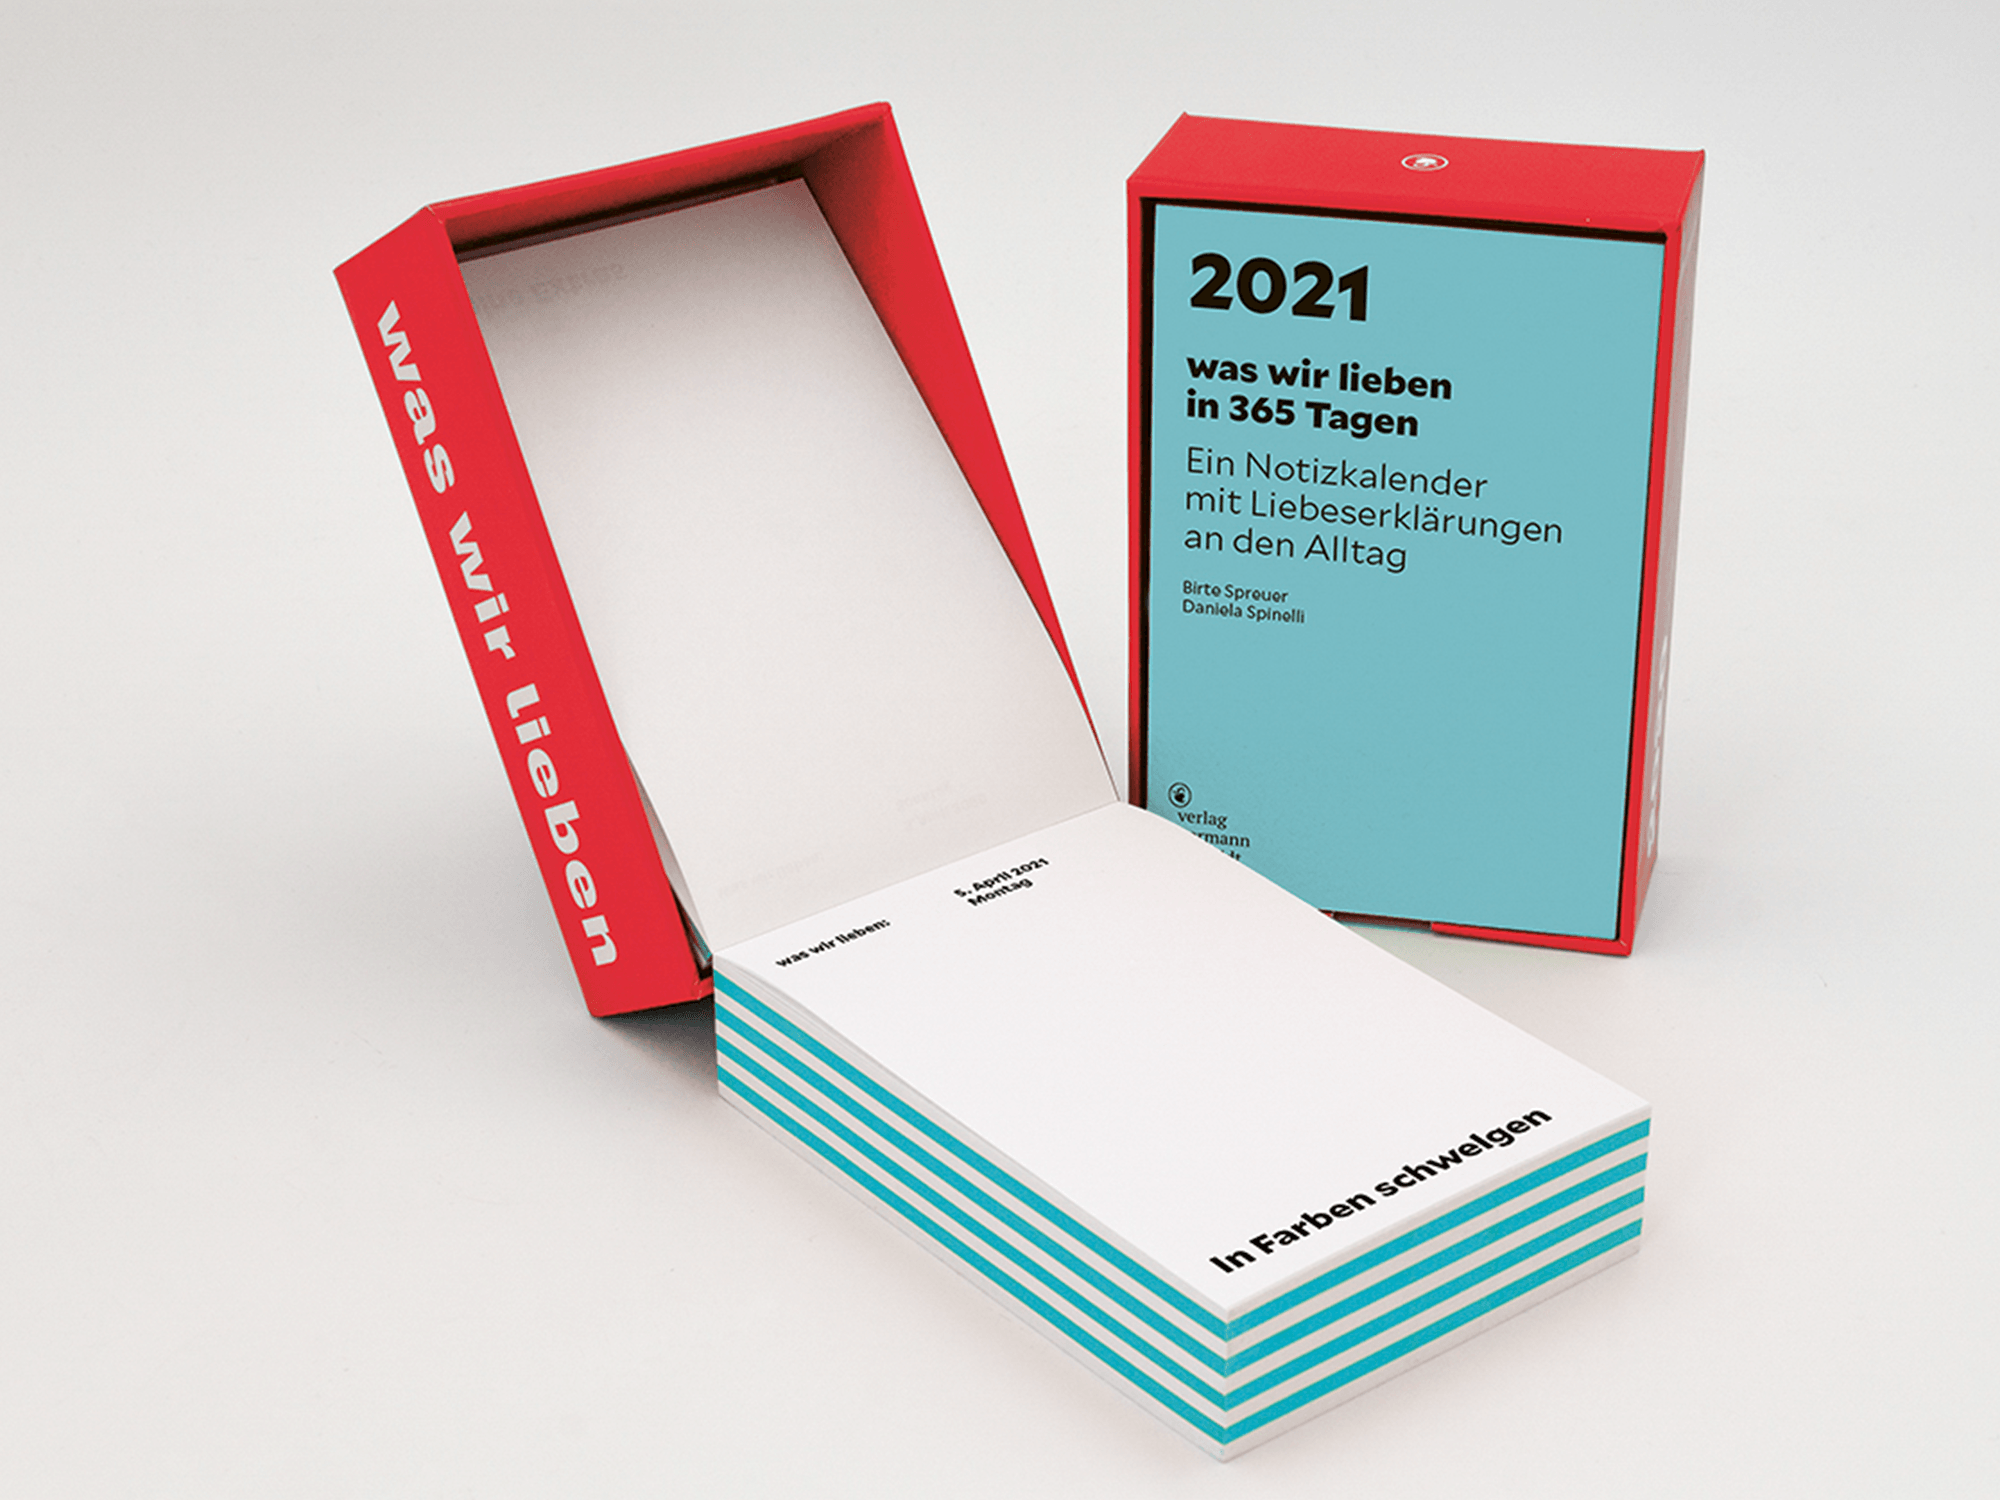 was wir lieben
2021
was wir lieben
in 365 Tagen
Ein Notizkalender
mit Liebeserklärungen
an den Alltag
Birte Spreuer
Daniela Spinelli
verlag
was wir lieben:
5. April 2021
Montag
In Farben schwelgen